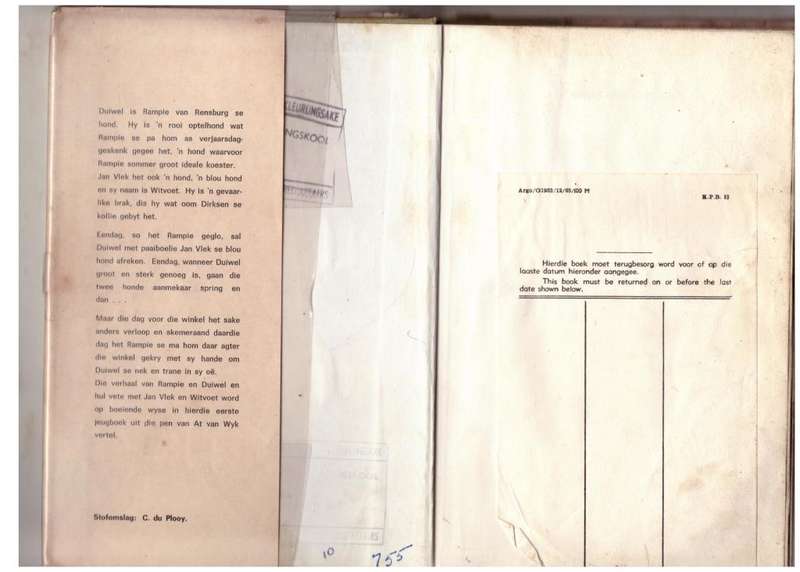 Duiwel is Rampie van Rensburg se
hond. Hy is 'n rooi optelhond wat
Rampie se pa hom as verjaarsdag-
geskenk gegee het, 'n hond waarvoor
Rampie sommer groot ideale koester.
Jan Vlek het ook 'n hond, 'n blou hond
en sy naam is Witvoet. Hy is 'n gevaar-
like brak, dis hy wat oom Dirksen se
kollie gebyt het.
Eendag, so het Rampie geglo, sal
Duiwel met paaiboelie Jan Vlek se blou
hond afreken. Eendag, wanneer Duiwel
groot en sterk genoeg is, gaan die
twee honde aanmekaar spring en
dan . . .
Maar die dag voor die winkel het sake
anders verloop en skemeraand daardie
dag het Rampie se ma hom daar agter
die winkel gekry met sy hande om
Duiwel se nek en trane in sy oë.
Die verhaal van Rampie en Duiwel en
hul vete met Jan Vlek en Witvoet word
op boeiende wyse in hierdie eerste
jeugboek uit die pen van At van Wyk
vertel.
Stofomslag: C. du Plooy.
KLEURLINGSAKE
NGSKOOL
10
755
K.P.D. 11
Hierdie boek moet terugbesorg word voor of op die
laaste datum hieronder aangegee.
This book must be returned on or before the last
date shown below.